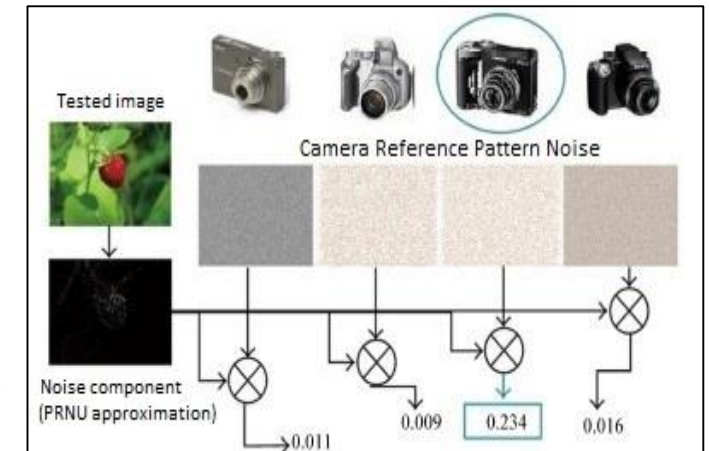 Tested image
Camera Reference Pattern Noise
Noise component
(PRNU approximation)
0.011
0.009
0.234
0.016